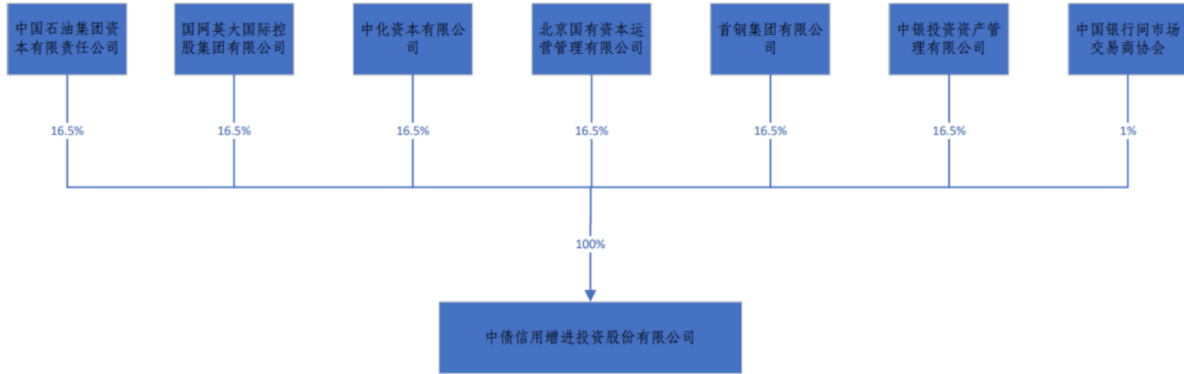 中国石油集团资
本有限责任公司
国网英大国际控
股集团有限公司
中化资本有限公
司
北京国有资本运
营管理有限公司
首钢集团有限公
司
中银投资资产管
理有限公司
中国银行间市场
交易商协会
16.5%
16.5%
16.5%
16.5%
16.5%
16.5%
1%
100%
中债信用增进投资股份有限公司